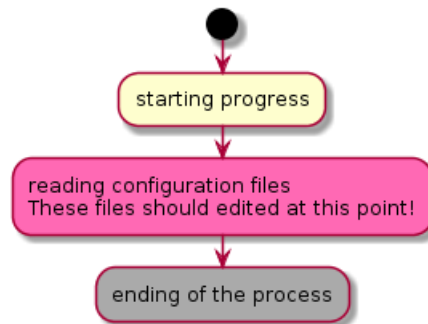 starting progress
reading configuration files
These files should edited at this point!
ending of the process